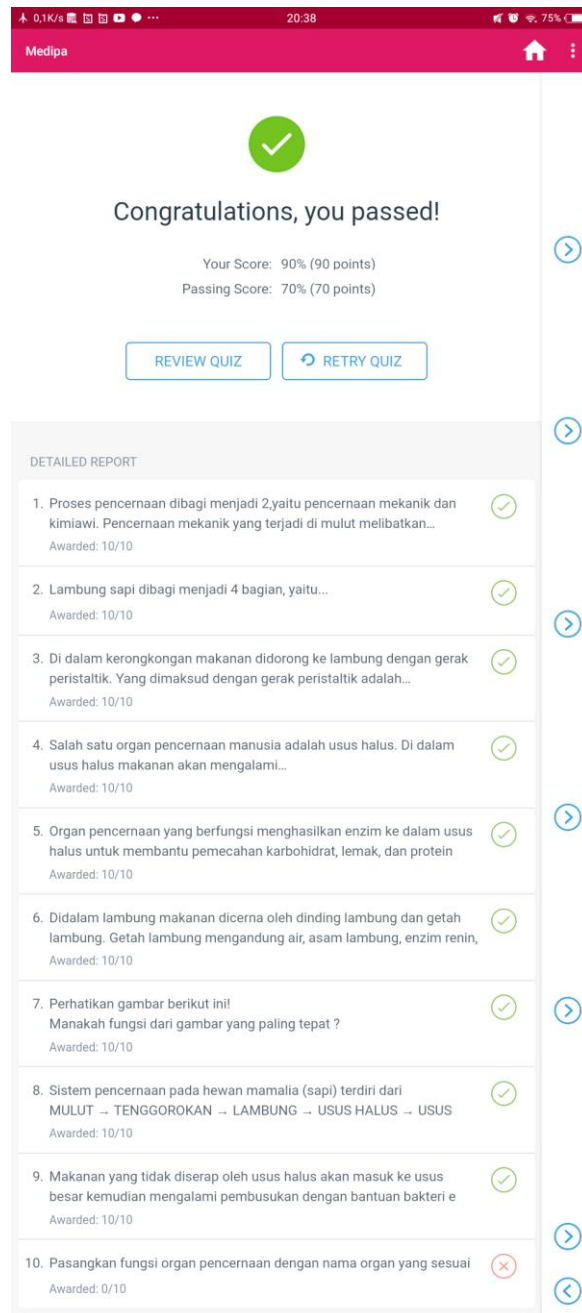 0,1K/s ... 20:38 75%
Medipa
Congratulations, you passed!
Your Score: 90% (90 points)
Passing Score: 70% (70 points)
REVIEW QUIZ RETRY QUIZ
DETAILED REPORT
1. Proses pencernaan dibagi menjadi 2,yaitu pencernaan mekanik dan
kimiawi. Pencernaan mekanik yang terjadi di mulut melibatkan...
Awarded: 10/10
2. Lambung sapi dibagi menjadi 4 bagian, yaitu...
Awarded: 10/10
3. Di dalam kerongkongan makanan didorong ke lambung dengan gerak
peristaltik. Yang dimaksud dengan gerak peristaltik adalah...
Awarded: 10/10
4. Salah satu organ pencernaan manusia adalah usus halus. Di dalam
usus halus makanan akan mengalami...
Awarded: 10/10
5. Organ pencernaan yang berfungsi menghasilkan enzim ke dalam usus
halus untuk membantu pemecahan karbohidrat, lemak, dan protein
Awarded: 10/10
6. Didalam lambung makanan dicerna oleh dinding lambung dan getah
lambung. Getah lambung mengandung air, asam lambung, enzim renin,
Awarded: 10/10
7. Perhatikan gambar berikut ini!
Manakah fungsi dari gambar yang paling tepat ?
Awarded: 10/10
8. Sistem pencernaan pada hewan mamalia (sapi) terdiri dari
MULUT → TENGGOROKAN → LAMBUNG → USUS HALUS → USUS
Awarded: 10/10
9. Makanan yang tidak diserap oleh usus halus akan masuk ke usus
besar kemudian mengalami pembusukan dengan bantuan bakteri e
Awarded: 10/10
10. Pasangkan fungsi organ pencernaan dengan nama organ yang sesuai
Awarded: 0/10